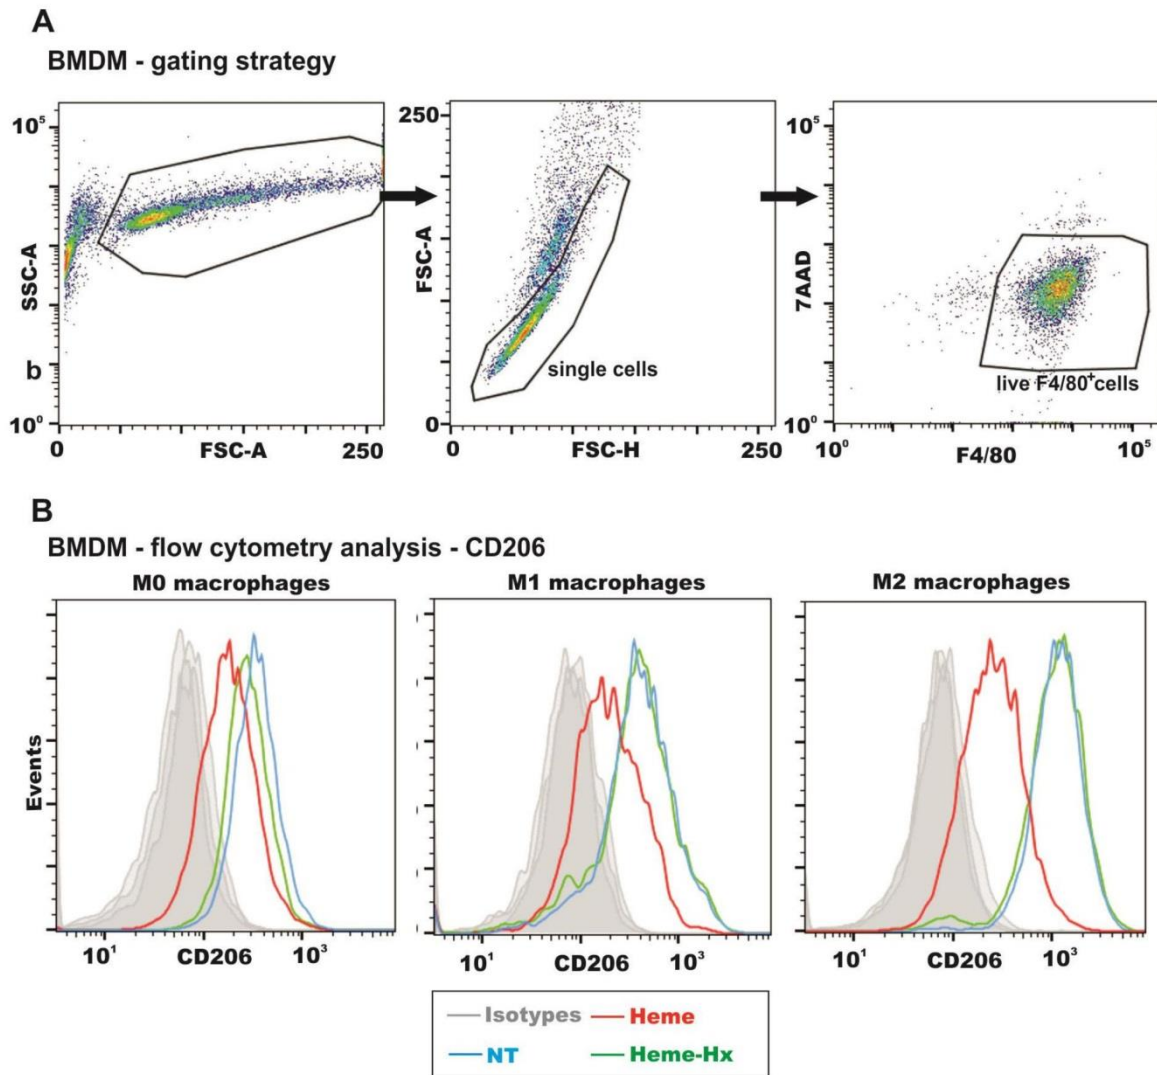 A
BMDM - gating strategy
10⁵
SSC-A
b
10⁰
0
FSC-A
250
250
FSC-A
0
single cells
0
FSC-H
250
10⁵
7AAD
10⁰
live F4/80⁺cells
10⁰
F4/80
10⁵
B
BMDM - flow cytometry analysis - CD206
M0 macrophages
M1 macrophages
M2 macrophages
Events
10¹
CD206
10³
10¹
CD206
10³
10¹
CD206
10³
Isotypes
Heme
NT
Heme-Hx